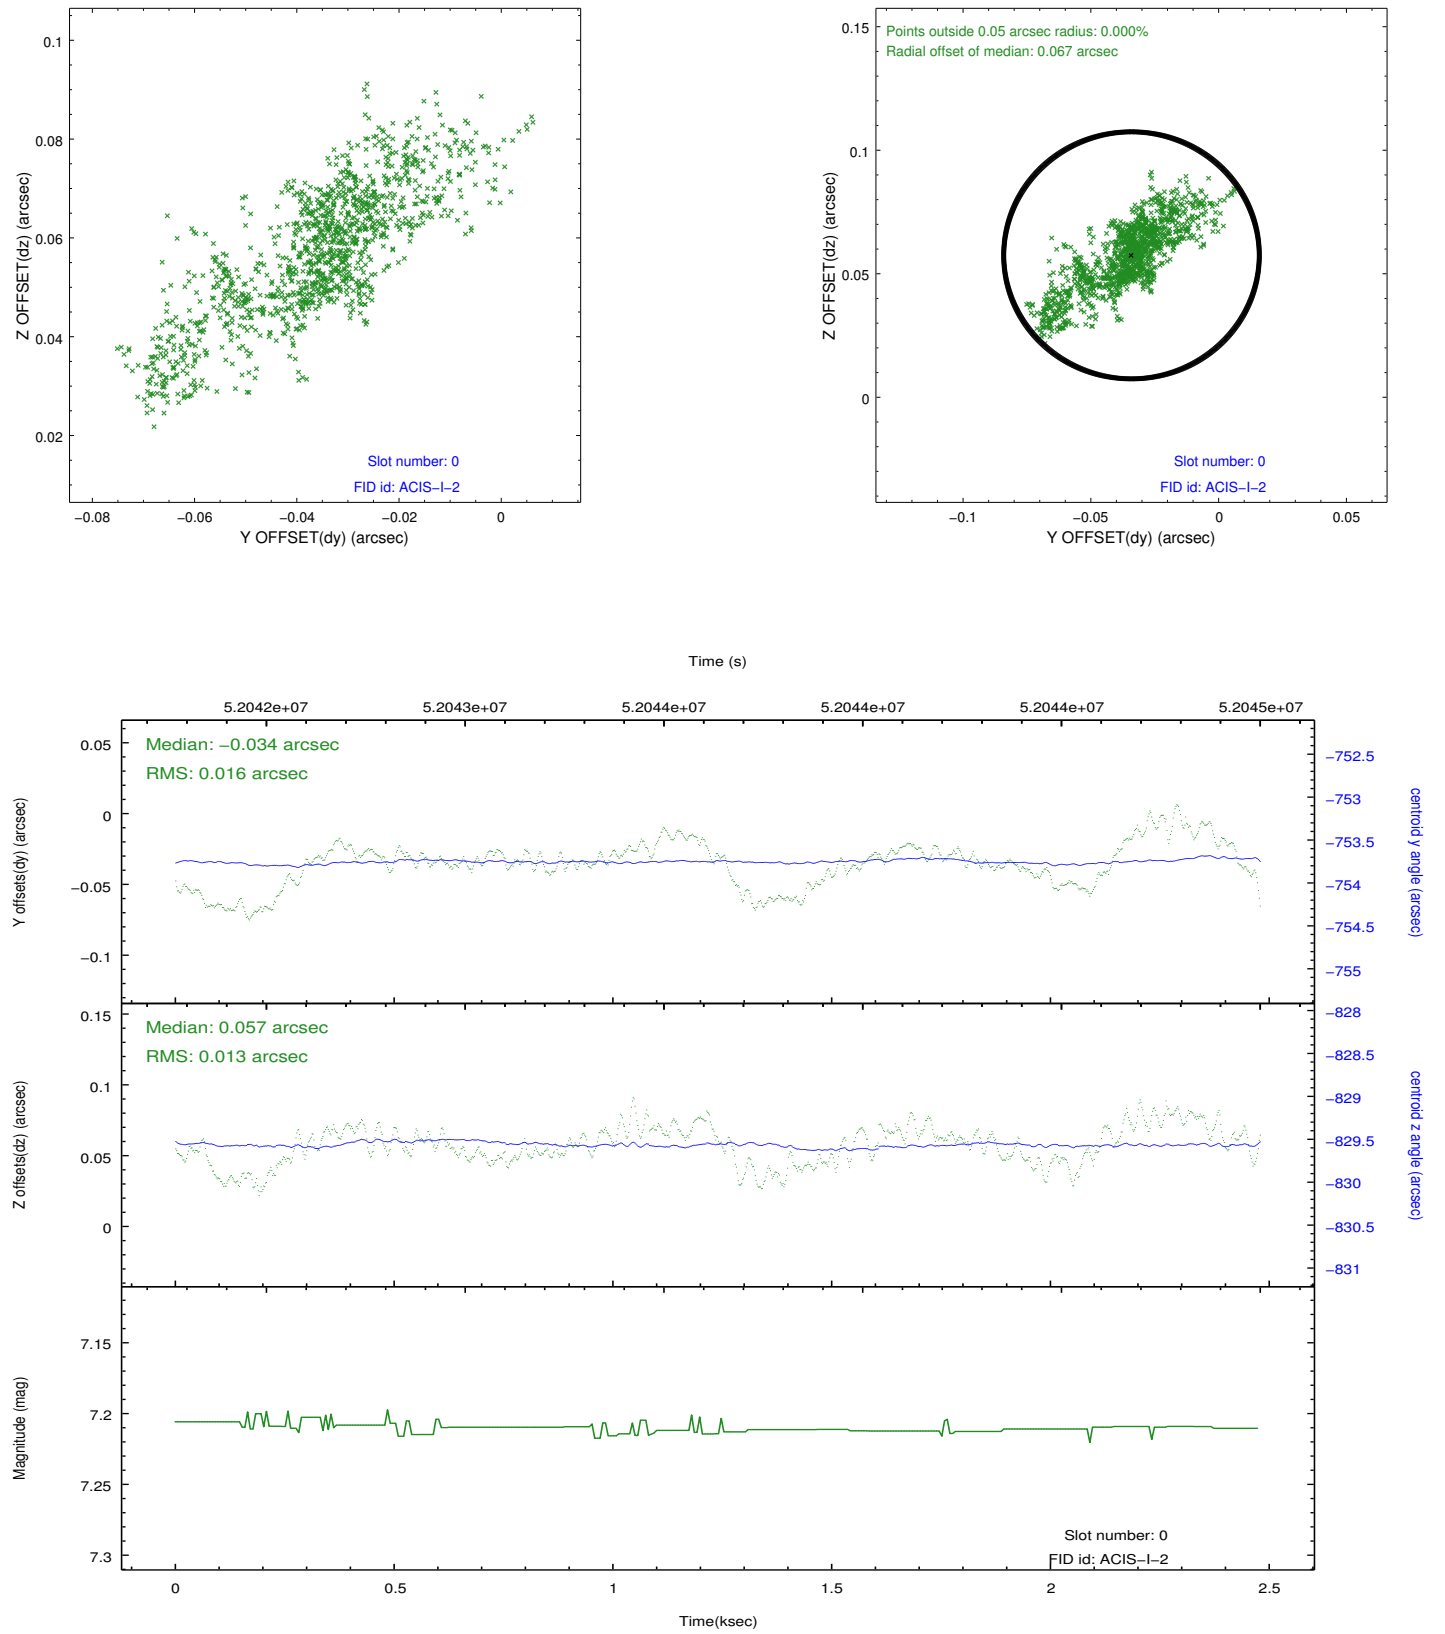 0.1
0.08
0.06
0.04
0.02
Z OFFSET(dz) (arcsec)
−0.08
−0.06
−0.04
−0.02
0
Y OFFSET(dy) (arcsec)
Slot number: 0
FID id: ACIS−I−2
Points outside 0.05 arcsec radius: 0.000%
Radial offset of median: 0.067 arcsec
0.15
0.1
0.05
0
Z OFFSET(dz) (arcsec)
−0.1
−0.05
0
0.05
Y OFFSET(dy) (arcsec)
Slot number: 0
FID id: ACIS−I−2
Time (s)
5.2042e+07
5.2043e+07
5.2044e+07
5.2044e+07
5.2044e+07
5.2045e+07
Median: −0.034 arcsec
RMS: 0.016 arcsec
0.05
0
−0.05
−0.1
Y offsets(dy) (arcsec)
−752.5
−753
−753.5
−754
−754.5
−755
centroid y angle (arcsec)
Median: 0.057 arcsec
RMS: 0.013 arcsec
0.15
0.1
0.05
0
Z offsets(dz) (arcsec)
−828
−828.5
−829
−829.5
−830
−830.5
−831
centroid z angle (arcsec)
7.15
7.2
7.25
7.3
Magnitude (mag)
Slot number: 0
FID id: ACIS−I−2
0
0.5
1
1.5
2
2.5
Time(ksec)